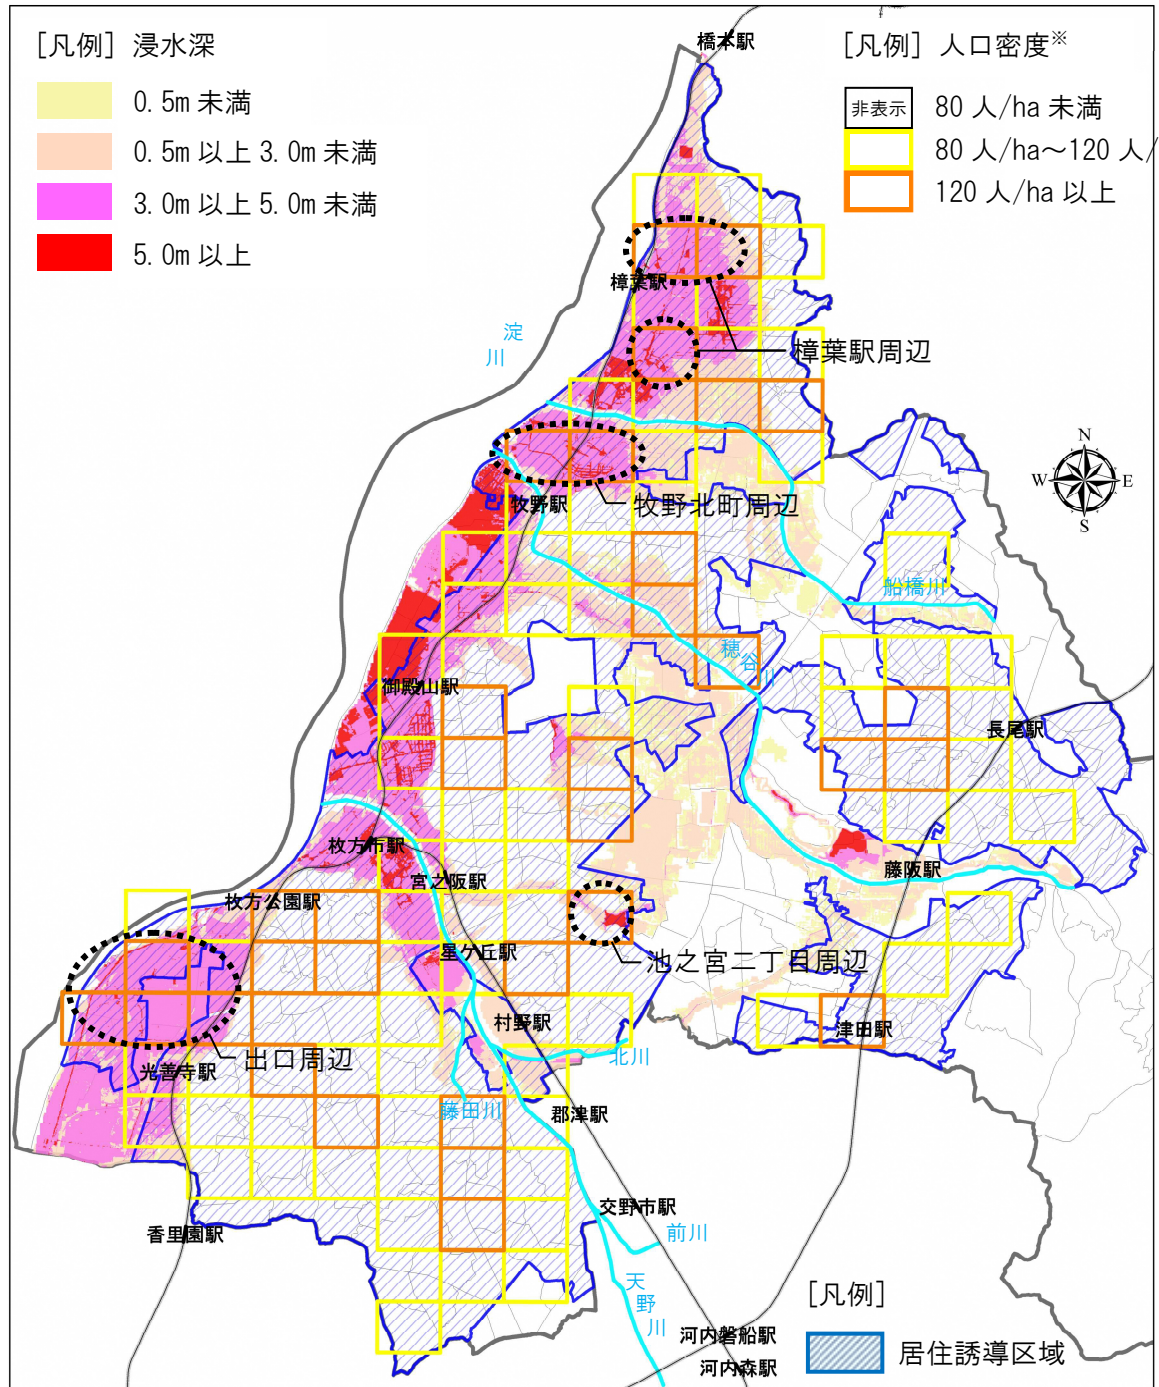 [凡例] 浸水深
0.5m 未満
0.5m 以上 3.0m 未満
3.0m 以上 5.0m 未満
5.0m 以上
[凡例] 人口密度※
非表示 80 人/ha 未満
80 人/ha～120 人/
120 人/ha 以上
橋本駅
樟葉駅
淀川
樟葉駅周辺
N
W E
S
牧野駅
牧野北町周辺
船橋川
穂谷川
御殿山駅
長尾駅
枚方市駅
宮之阪駅
藤阪駅
枚方公園駅
星ケ丘駅
池之宮二丁目周辺
村野駅
津田駅
北川
出口周辺
光善寺駅
藤田川
郡津駅
交野市駅
香里園駅
前川
天野川
[凡例]
河内磐船駅
居住誘導区域
河内森駅